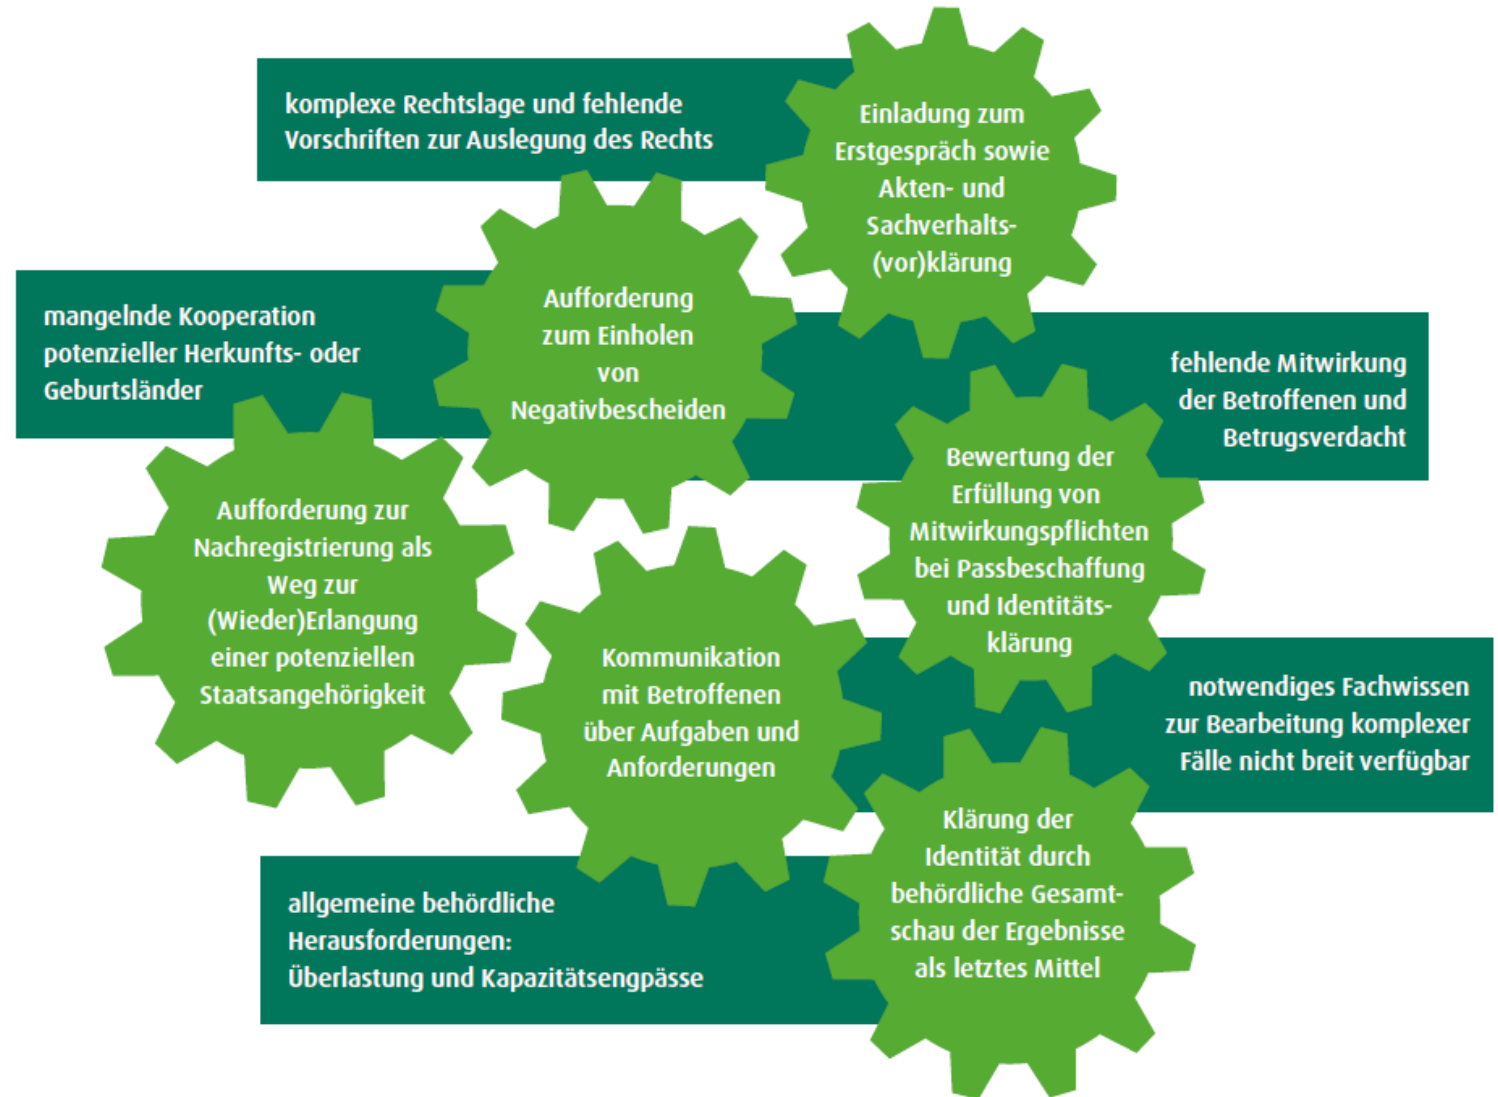 komplexe Rechtslage und fehlende
Vorschriften zur Auslegung des Rechts
Einladung zum
Erstgespräch sowie
Akten- und
Sachverhalts-
(vor)klärung
mangelnde Kooperation
potenzieller Herkunfts- oder
Geburtsländer
Aufforderung
zum Einholen
von
Negativbescheiden
fehlende Mitwirkung
der Betroffenen und
Betrugsverdacht
Bewertung der
Erfüllung von
Mitwirkungspflichten
bei Passbeschaffung
und Identitäts-
klärung
Aufforderung zur
Nachregistrierung als
Weg zur
(Wieder)Erlangung
einer potenziellen
Staatsangehörigkeit
Kommunikation
mit Betroffenen
über Aufgaben und
Anforderungen
notwendiges Fachwissen
zur Bearbeitung komplexer
Fälle nicht breit verfügbar
Klärung der
Identität durch
behördliche Gesamt-
schau der Ergebnisse
als letztes Mittel
allgemeine behördliche
Herausforderungen:
Überlastung und Kapazitätsengpässe